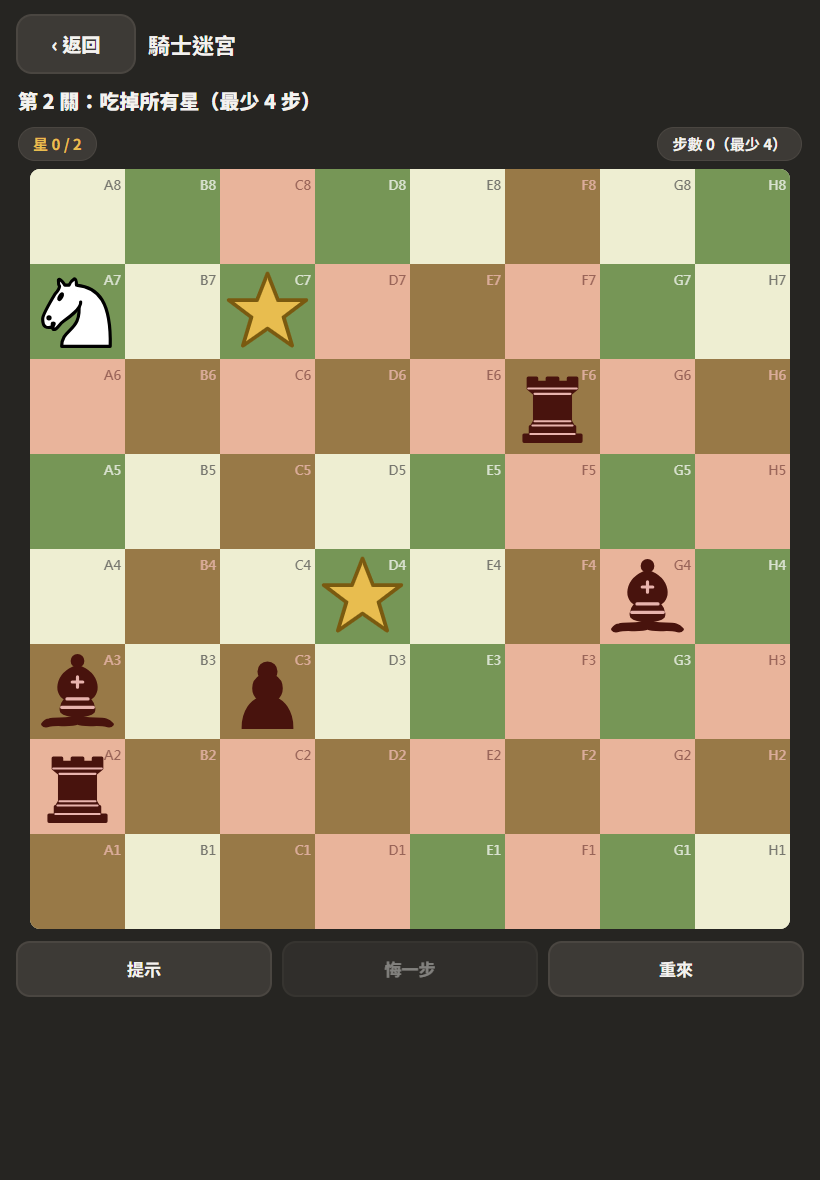 ‹ 返回 騎士迷宮
第 2 關：吃掉所有星（最少 4 步）
星 0 / 2 步數 0（最少 4）
A8 B8 C8 D8 E8 F8 G8 H8
A7 B7 C7 D7 E7 F7 G7 H7
A6 B6 C6 D6 E6 F6 G6 H6
A5 B5 C5 D5 E5 F5 G5 H5
A4 B4 C4 D4 E4 F4 G4 H4
A3 B3 C3 D3 E3 F3 G3 H3
A2 B2 C2 D2 E2 F2 G2 H2
A1 B1 C1 D1 E1 F1 G1 H1
提示 悔一步 重來